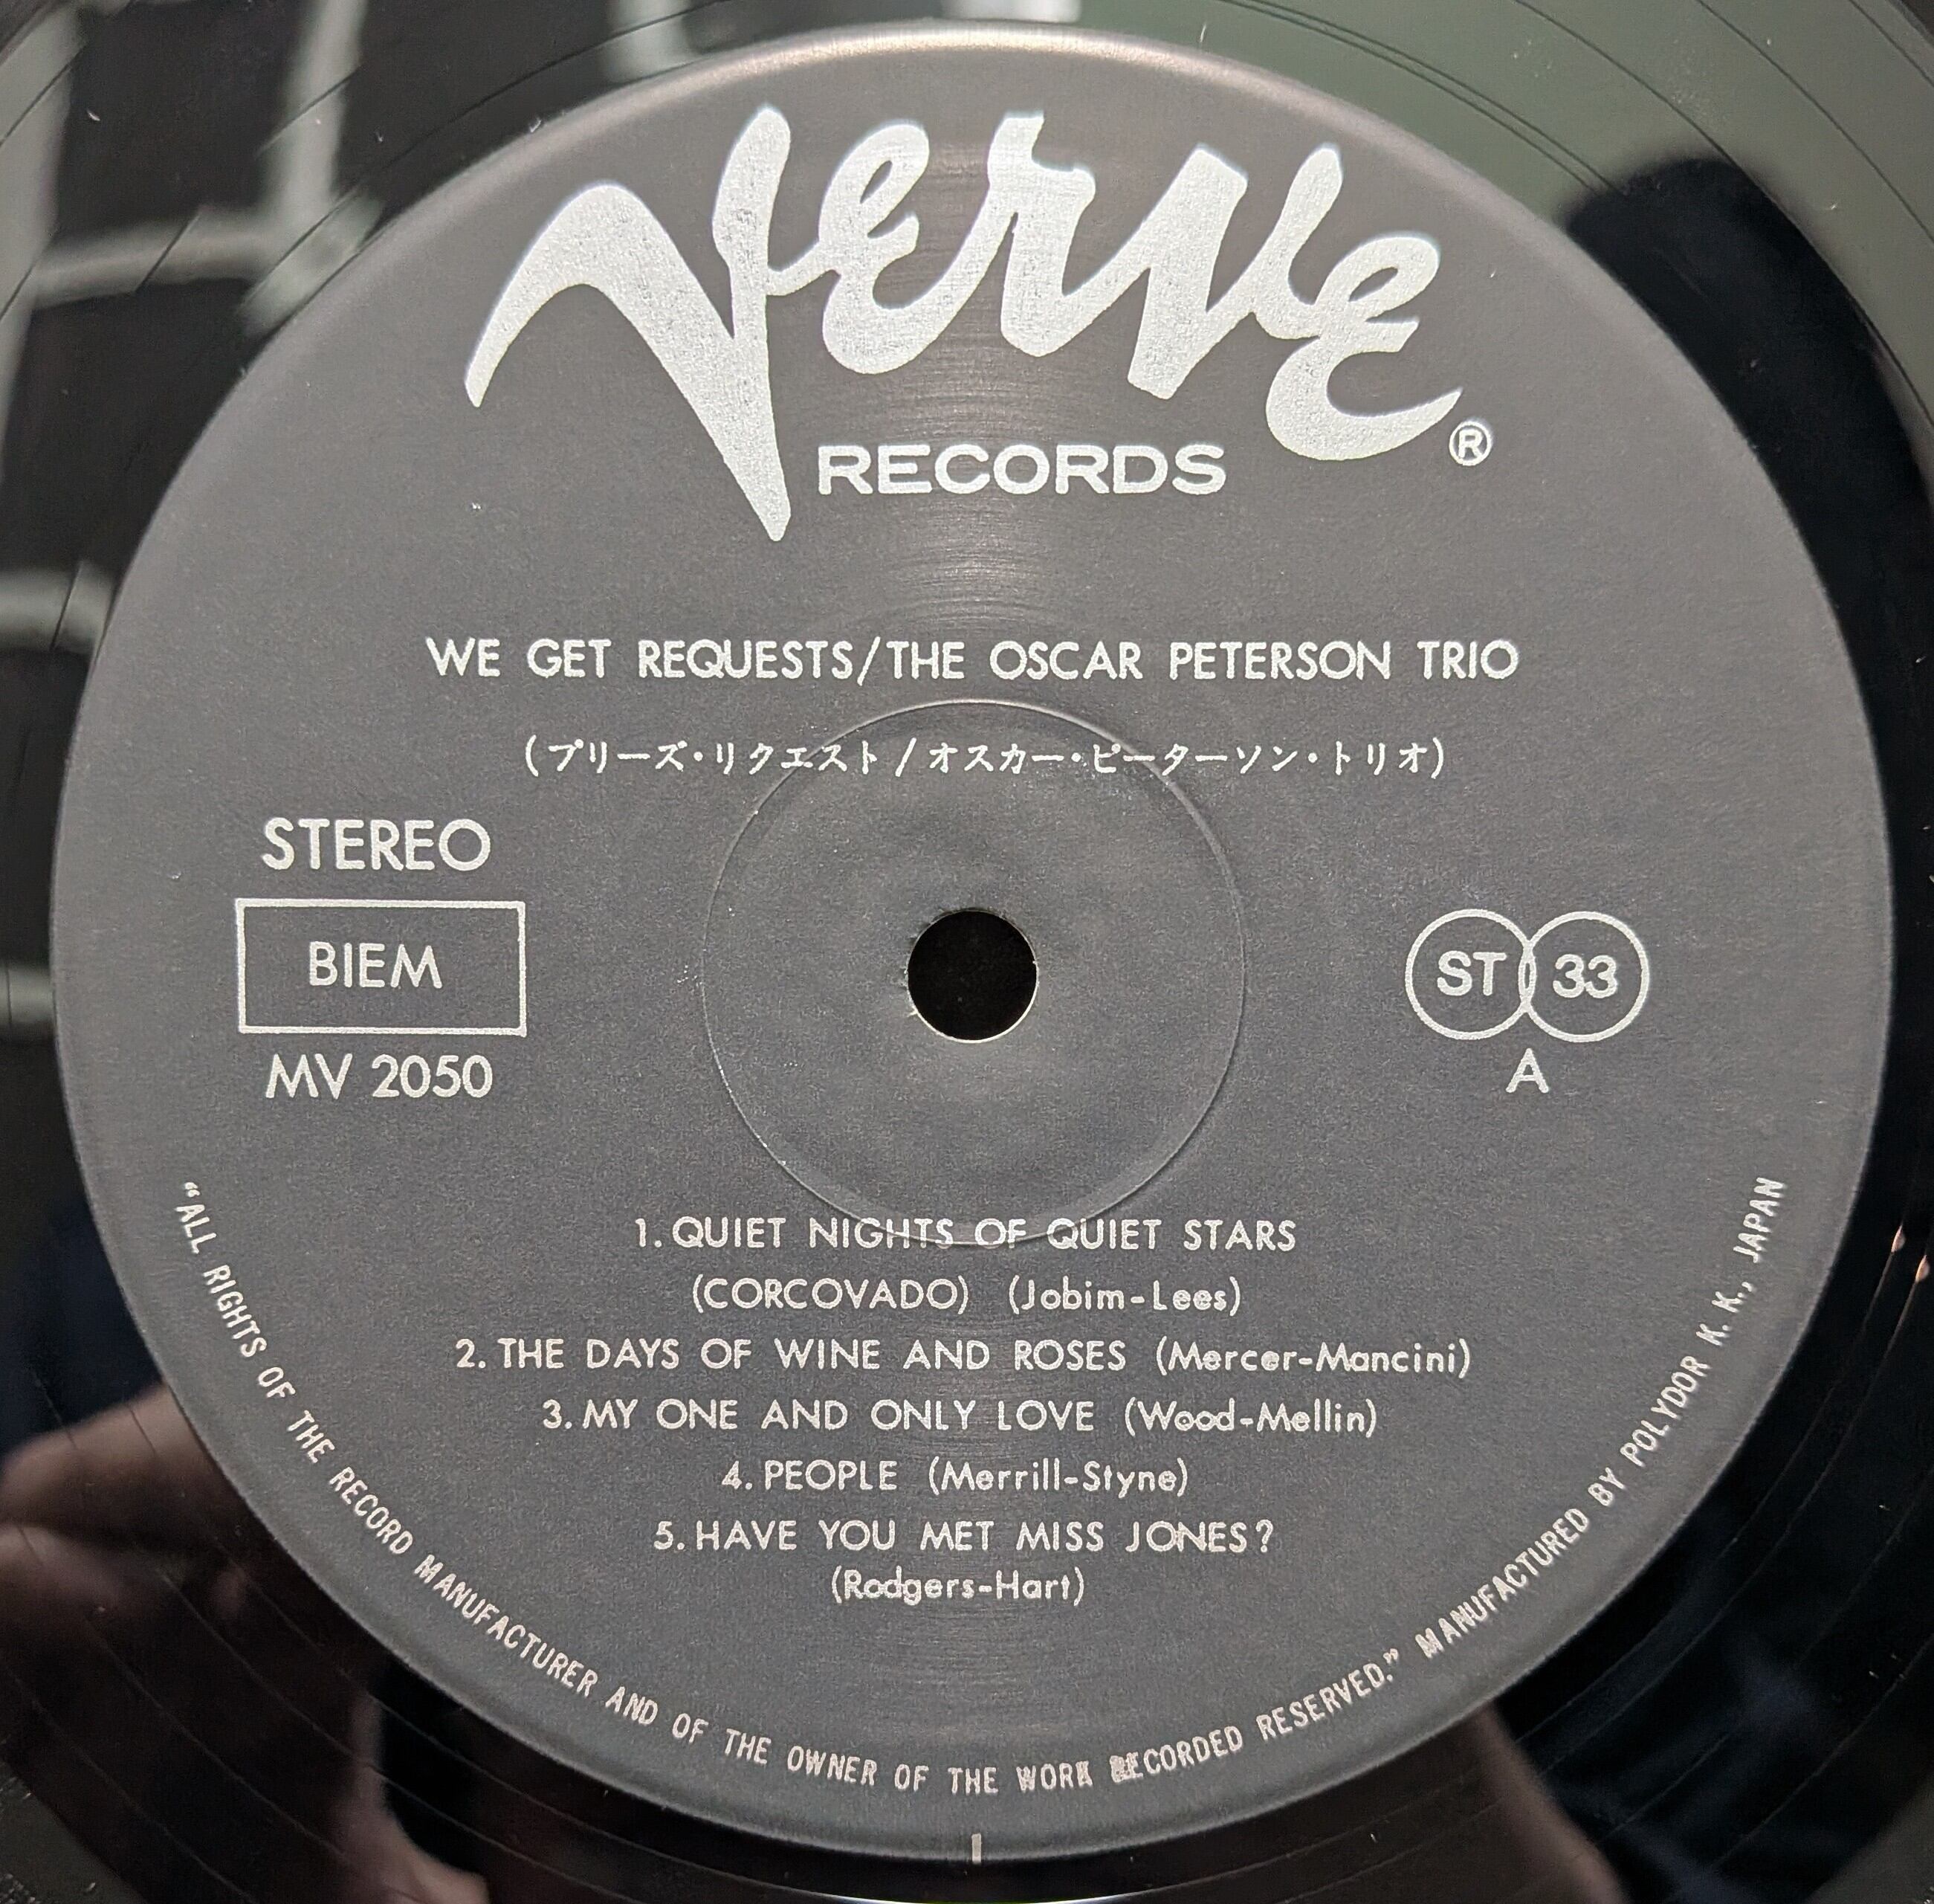 Verve
RECORDS ®
WE GET REQUESTS/THE OSCAR PETERSON TRIO
(プリーズ・リクエスト/オスカー・ピーターソン・トリオ)
STEREO
BIEM
MV 2050
ST 33
A
1. QUIET NIGHTS OF QUIET STARS
(CORCOVADO) (Jobim-Lees)
2. THE DAYS OF WINE AND ROSES (Mercer-Mancini)
3. MY ONE AND ONLY LOVE (Wood-Mellin)
4. PEOPLE (Merrill-Styne)
5. HAVE YOU MET MISS JONES?
(Rodgers-Hart)
“ALL RIGHTS OF THE RECORD MANUFACTURER AND OF THE OWNER OF THE WORK RECORDED RESERVED.” MANUFACTURED BY POLYDOR K.K., JAPAN